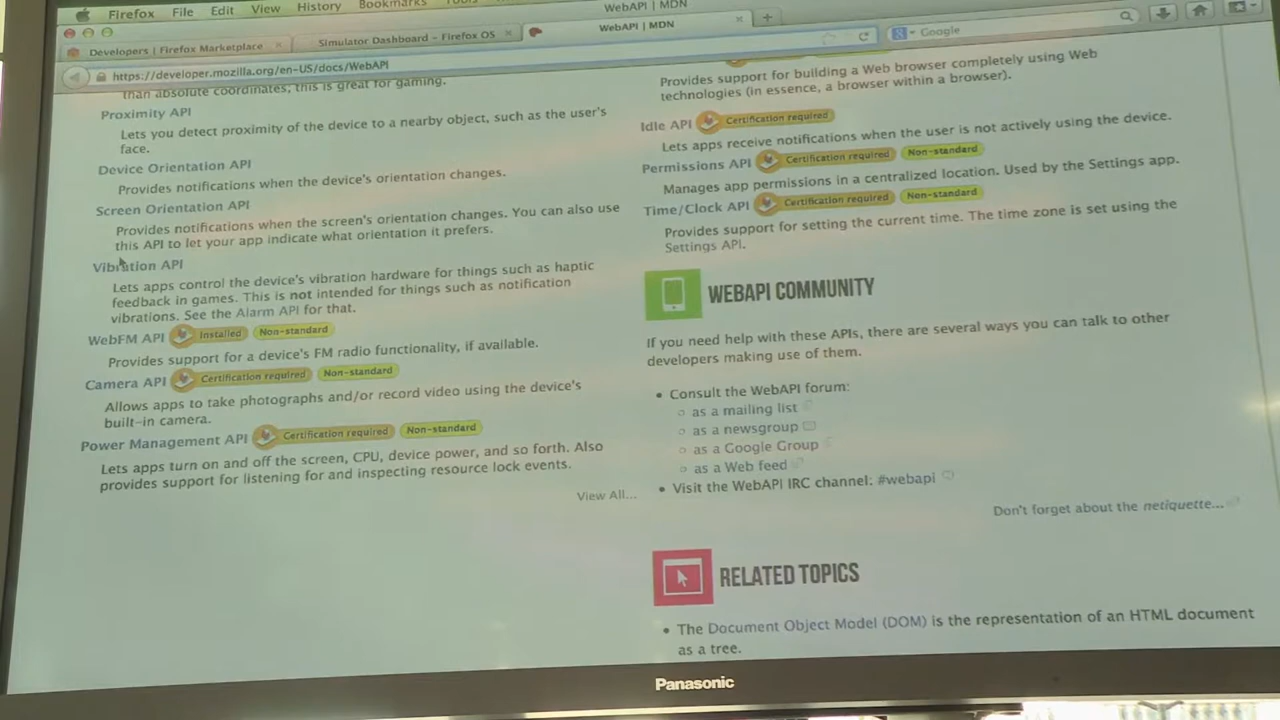 Firefox File Edit View History Bookmarks Tools
WebAPI | MDN
Developers | Firefox Marketplace
Simulator Dashboard - Firefox OS
WebAPI | MDN
https://developer.mozilla.org/en-US/docs/WebAPI
Google
than absolute coordinates; this is great for gaming.
Proximity API
Lets you detect proximity of the device to a nearby object, such as the user's
face.
Device Orientation API
Provides notifications when the device's orientation changes.
Screen Orientation API
Provides notifications when the screen's orientation changes. You can also use
this API to let your app indicate what orientation it prefers.
Vibration API
Lets apps control the device's vibration hardware for things such as haptic
feedback in games. This is not intended for things such as notification
vibrations. See the Alarm API for that.
WebFM API Installed Non-standard
Provides support for a device's FM radio functionality, if available.
Camera API Certification required Non-standard
Allows apps to take photographs and/or record video using the device's
built-in camera.
Power Management API Certification required Non-standard
Lets apps turn on and off the screen, CPU, device power, and so forth. Also
provides support for listening for and inspecting resource lock events.
View All...
Provides support for building a Web browser completely using Web
technologies (in essence, a browser within a browser).
Idle API Certification required
Lets apps receive notifications when the user is not actively using the device.
Permissions API Certification required Non-standard
Manages app permissions in a centralized location. Used by the Settings app.
Time/Clock API Certification required Non-standard
Provides support for setting the current time. The time zone is set using the
Settings API.
WEBAPI COMMUNITY
If you need help with these APIs, there are several ways you can talk to other
developers making use of them.
• Consult the WebAPI forum:
○ as a mailing list
○ as a newsgroup
○ as a Google Group
○ as a Web feed
• Visit the WebAPI IRC channel: #webapi
Don't forget about the netiquette...
RELATED TOPICS
• The Document Object Model (DOM) is the representation of an HTML document
as a tree.
Panasonic